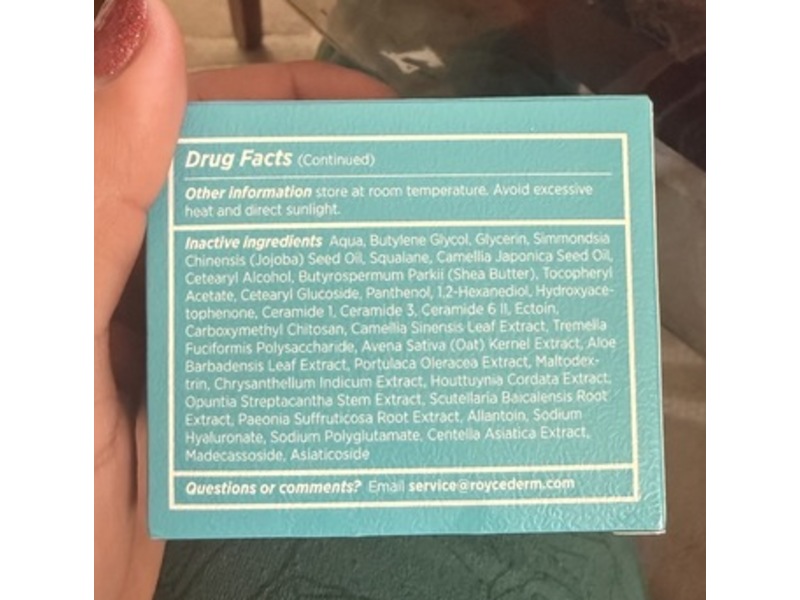 Drug Facts (Continued)
Other information store at room temperature. Avoid excessive
heat and direct sunlight.
Inactive ingredients Aqua, Butylene Glycol, Glycerin, Simmondsia
Chinensis (Jojoba) Seed Oil, Squalane, Camellia Japonica Seed Oil,
Cetearyl Alcohol, Butyrospermum Parkii (Shea Butter), Tocopheryl
Acetate, Cetearyl Glucoside, Panthenol, 1,2-Hexanediol, Hydroxyace-
tophenone, Ceramide 1, Ceramide 3, Ceramide 6 II, Ectoin,
Carboxymethyl Chitosan, Camellia Sinensis Leaf Extract, Tremella
Fuciformis Polysaccharide, Avena Sativa (Oat) Kernel Extract, Aloe
Barbadensis Leaf Extract, Portulaca Oleracea Extract, Maltodex-
trin, Chrysanthellum Indicum Extract, Houttuynia Cordata Extract,
Opuntia Streptacantha Stem Extract, Scutellaria Baicalensis Root
Extract, Paeonia Suffruticosa Root Extract, Allantoin, Sodium
Hyaluronate, Sodium Polyglutamate, Centella Asiatica Extract,
Madecassoside, Asiaticoside
Questions or comments? Email service@roycederm.com